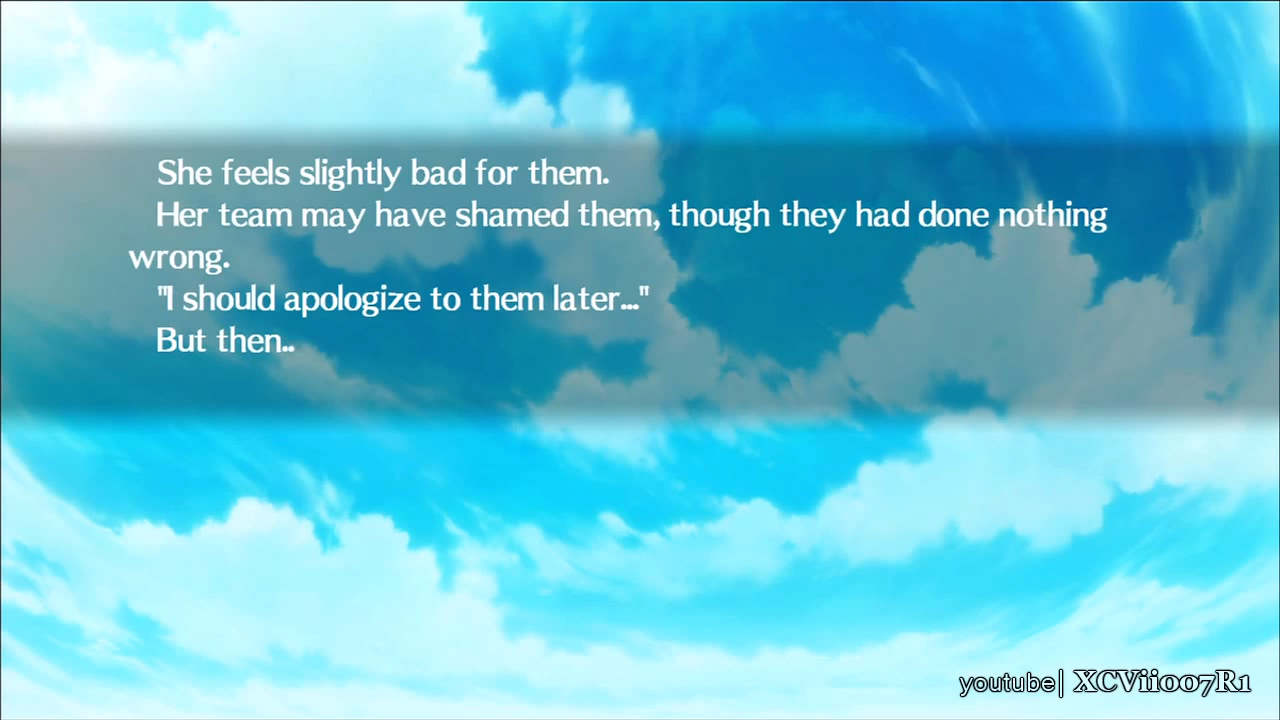 She feels slightly bad for them.
Her team may have shamed them, though they had done nothing
wrong.
"I should apologize to them later..."
But then..
youtube| XCVii007R1